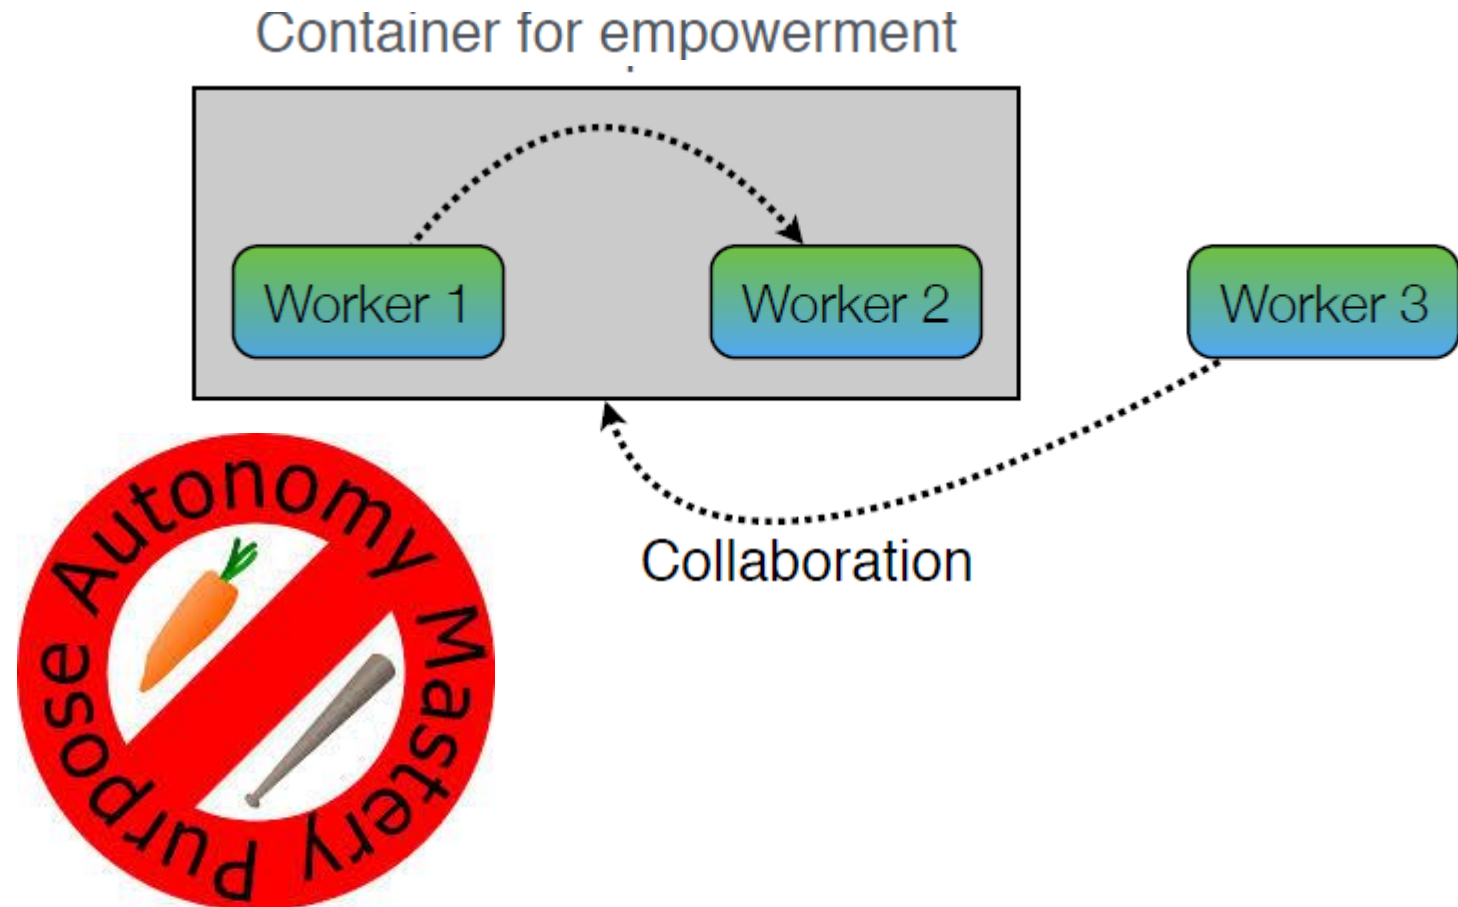 Container for empowerment
Worker 1
Worker 2
Worker 3
Collaboration
Autonomy Mastery Purpose